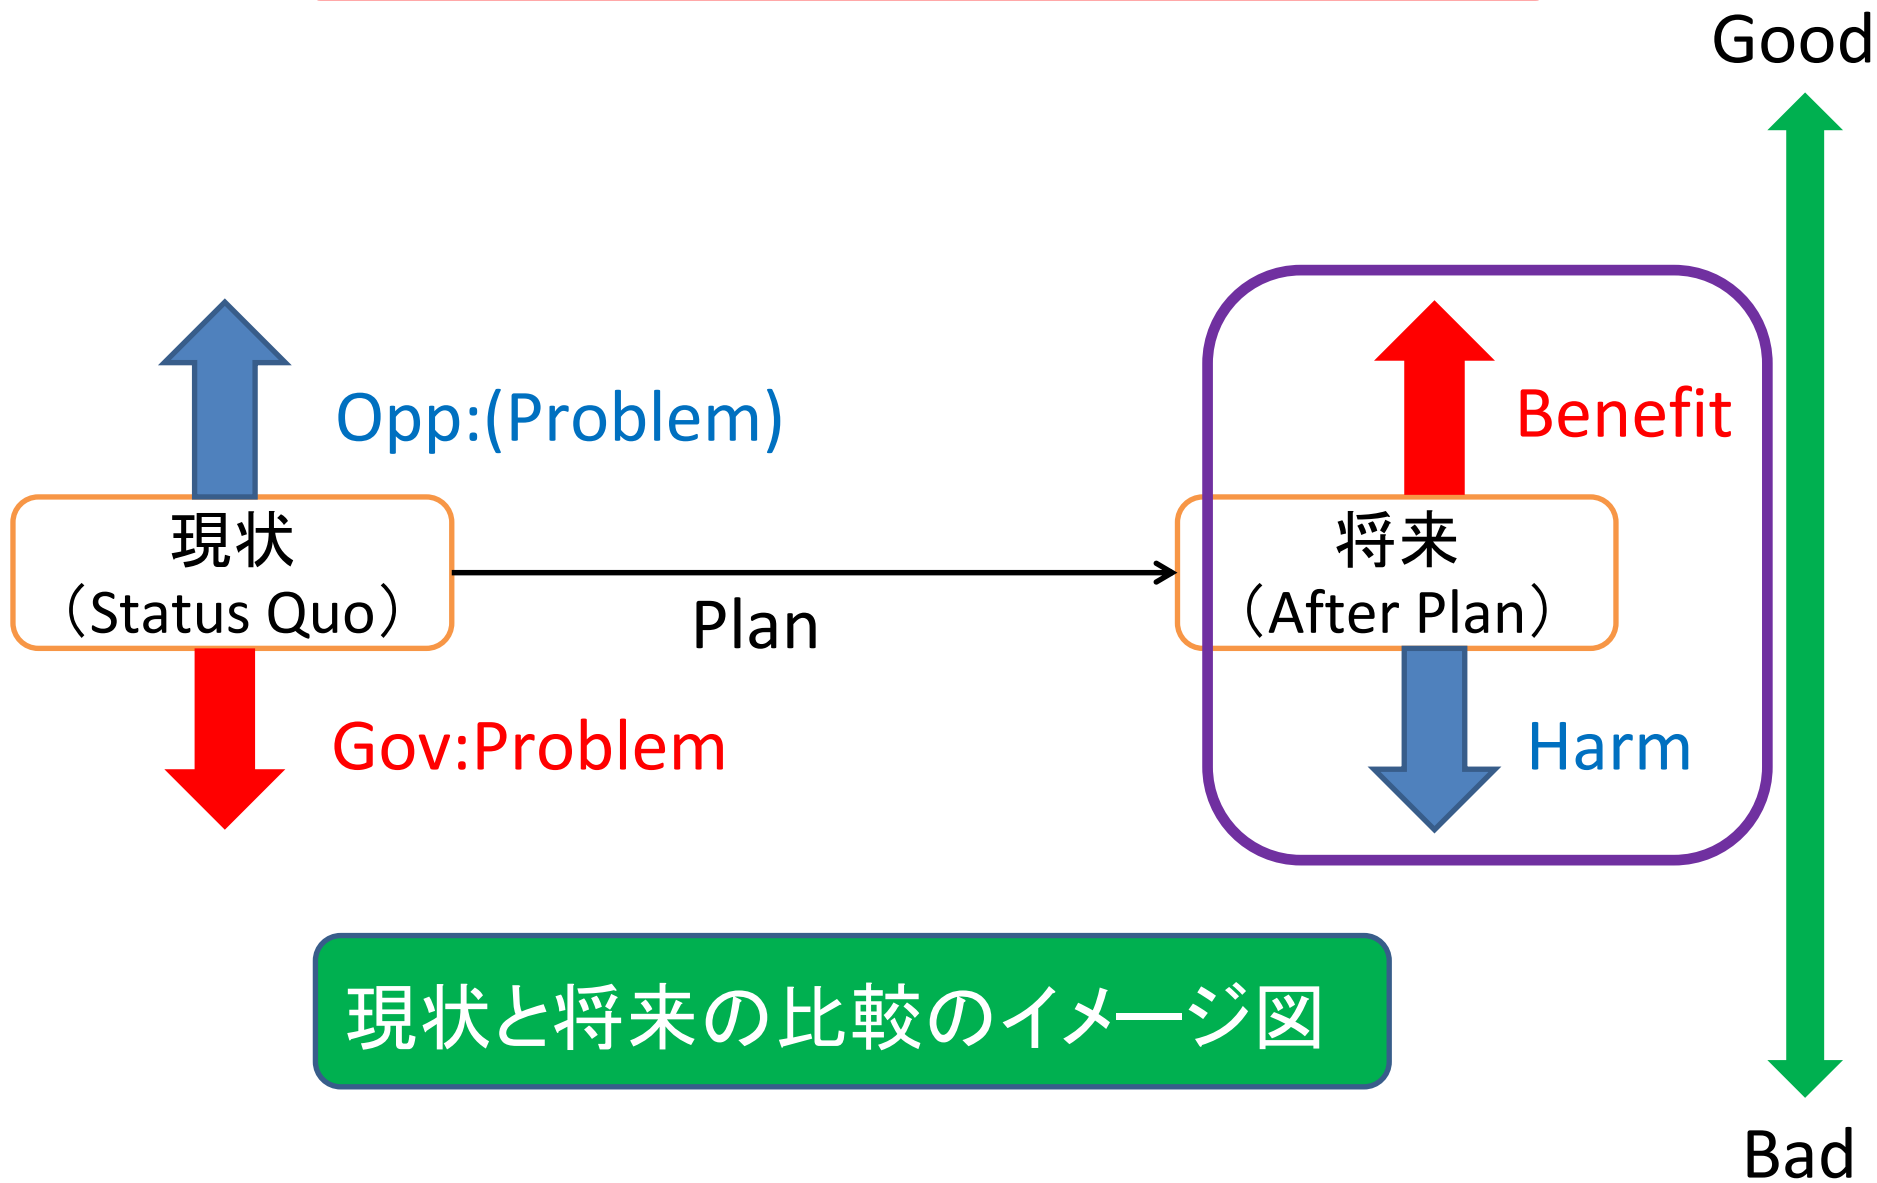 Good
Opp:(Problem)
Benefit
現状
（Status Quo）
Plan
将来
（After Plan）
Gov:Problem
Harm
現状と将来の比較のイメージ図
Bad